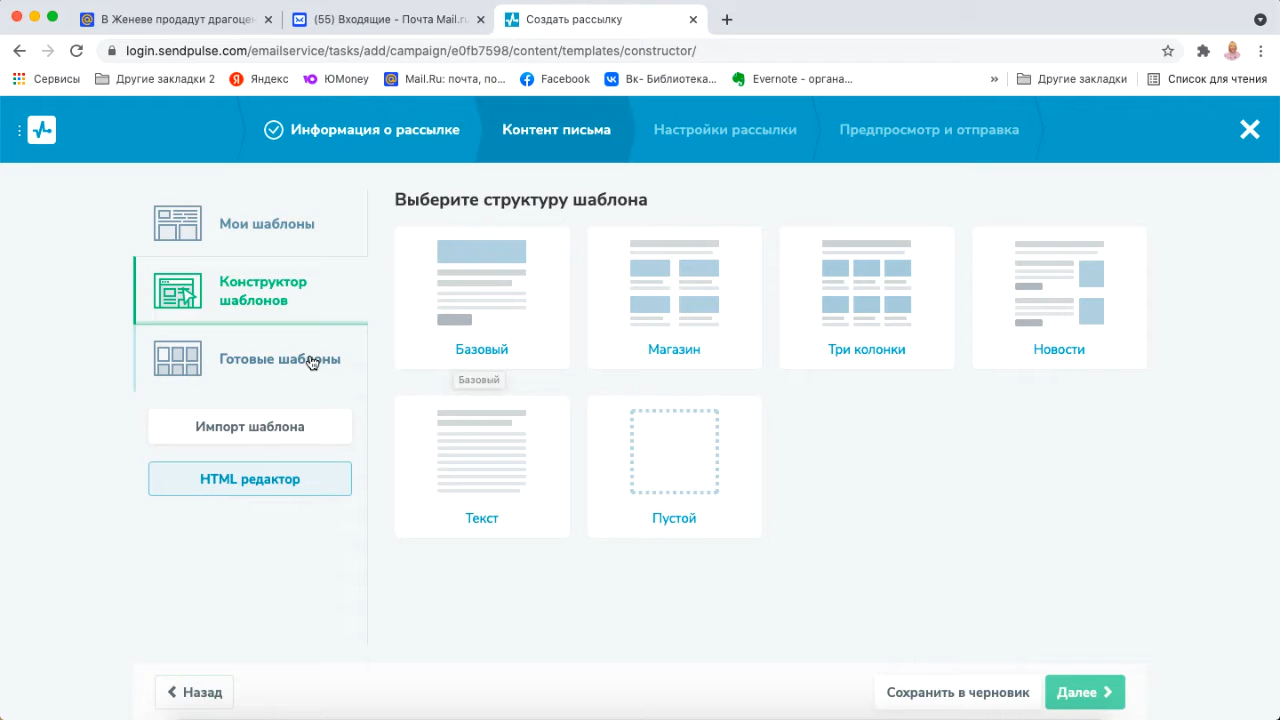 В Женеве продадут драгоцен
(55) Входящие - Почта Mail.ru
Создать рассылку
login.sendpulse.com/emailservice/tasks/add/campaign/e0fb7598/content/templates/constructor/
Сервисы
Другие закладки 2
Яндекс
ЮMoney
Mail.Ru: почта, по...
Facebook
Вк- Библиотека...
Evernote - органа...
»
Другие закладки
Список для чтения
Информация о рассылке
Контент письма
Настройки рассылки
Предпросмотр и отправка
Мои шаблоны
Конструктор
шаблонов
Готовые шаблоны
Импорт шаблона
HTML редактор
Выберите структуру шаблона
Базовый
Магазин
Три колонки
Новости
Базовый
Текст
Пустой
Назад
Сохранить в черновик
Далее